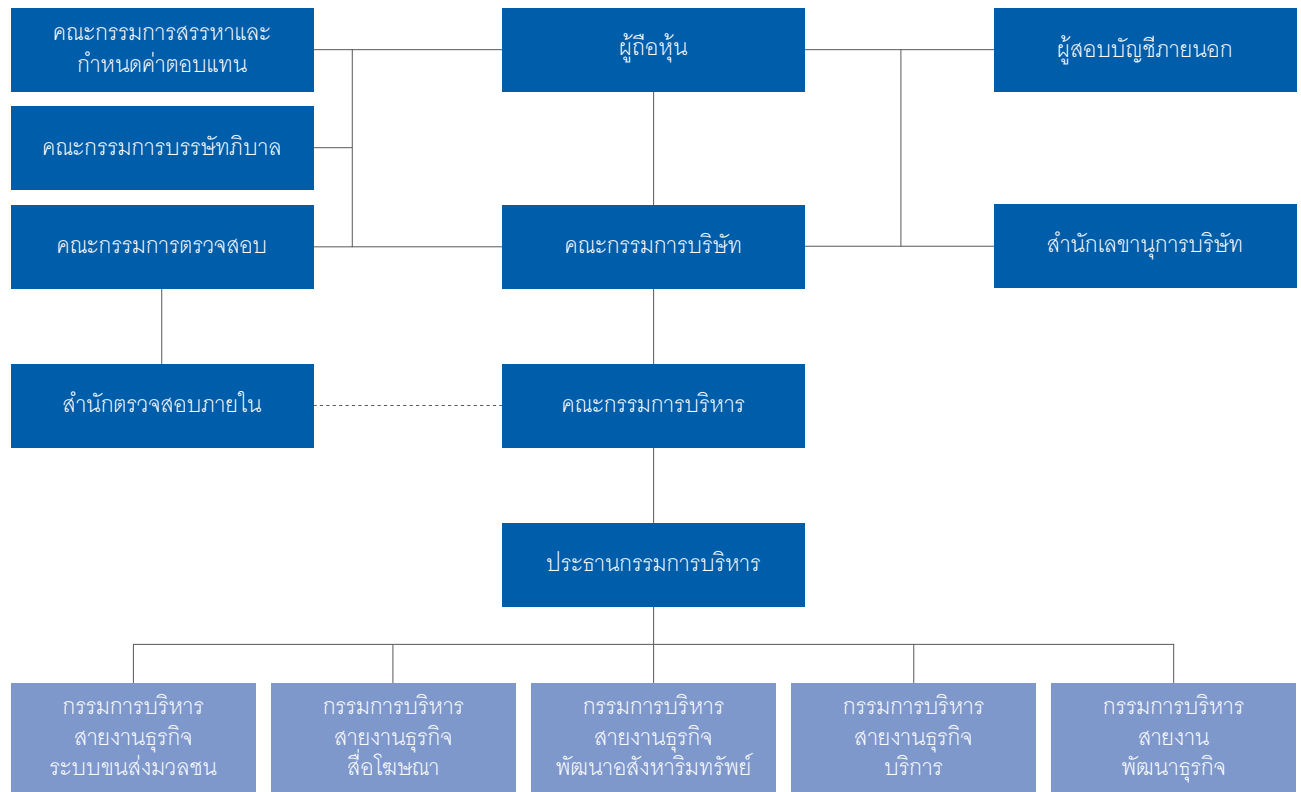 คณะกรรมการสรรหาและ
กำหนดค่าตอบแทน
ผู้ถือหุ้น
ผู้สอบบัญชีภายนอก
คณะกรรมการบรรษัทภิบาล
คณะกรรมการตรวจสอบ
คณะกรรมการบริษัท
สำนักเลขานุการบริษัท
สำนักตรวจสอบภายใน
คณะกรรมการบริหาร
ประธานกรรมการบริหาร
กรรมการบริหาร
สายงานธุรกิจ
ระบบขนส่งมวลชน
กรรมการบริหาร
สายงานธุรกิจ
สื่อโฆษณา
กรรมการบริหาร
สายงานธุรกิจ
พัฒนาอสังหาริมทรัพย์
กรรมการบริหาร
สายงานธุรกิจ
บริการ
กรรมการบริหาร
สายงาน
พัฒนาธุรกิจ